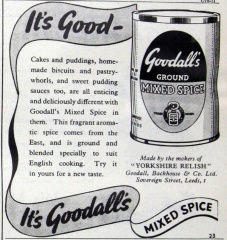 It's Good-
Cakes and puddings, home-
made biscuits and pastry-
whorls, and sweet pudding
sauces too, are all enticing
and deliciously different with
Goodall's Mixed Spice in
them. This fragrant aroma-
tic spice comes from the
East, and is ground and
blended specially to suit
English cooking. Try it
in yours for a new taste.
Goodall's
GROUND
MIXED SPICE
Made by the makers of
"YORKSHIRE RELISH"
Goodall, Backhouse & Co. Ltd.
Sovereign Street, Leeds, 1
It's Goodall's
MIXED SPICE
23